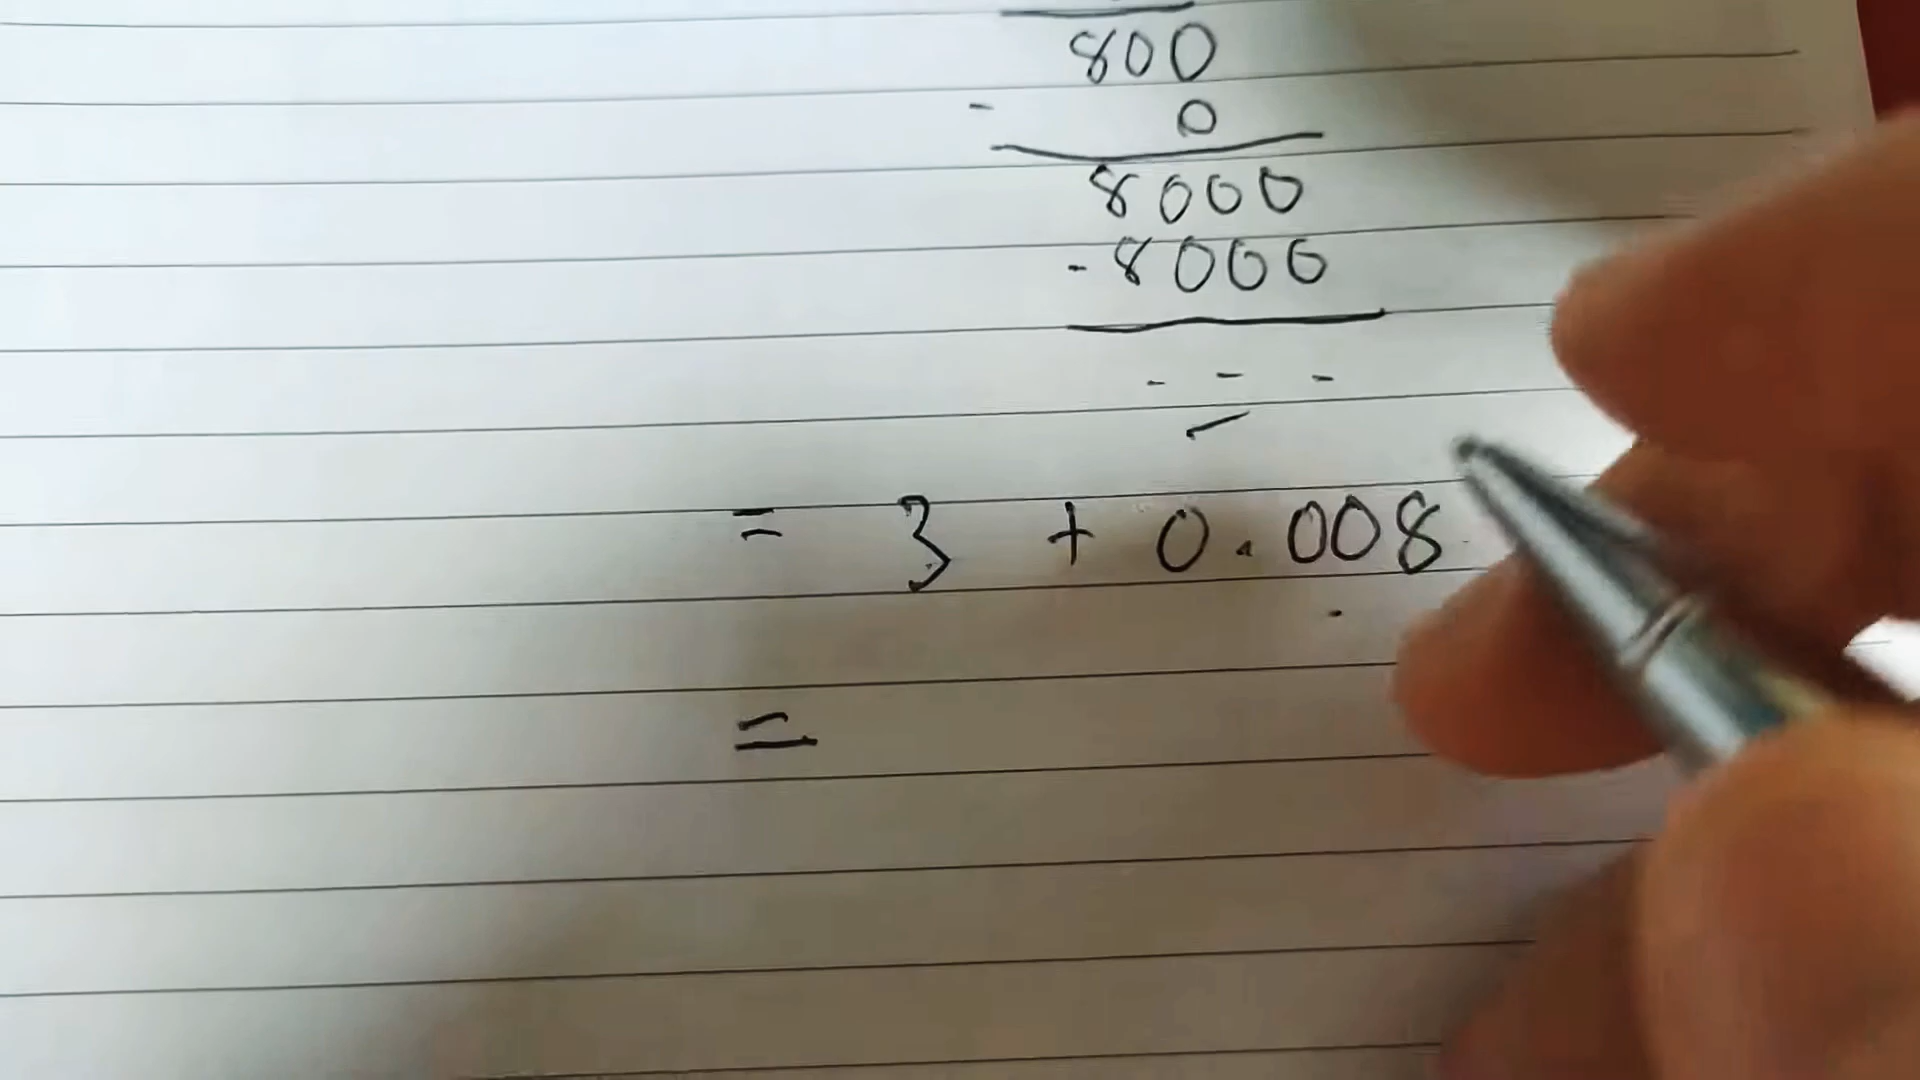 800
- 0
8000
- 8000
- - -
= 3 + 0.008
=